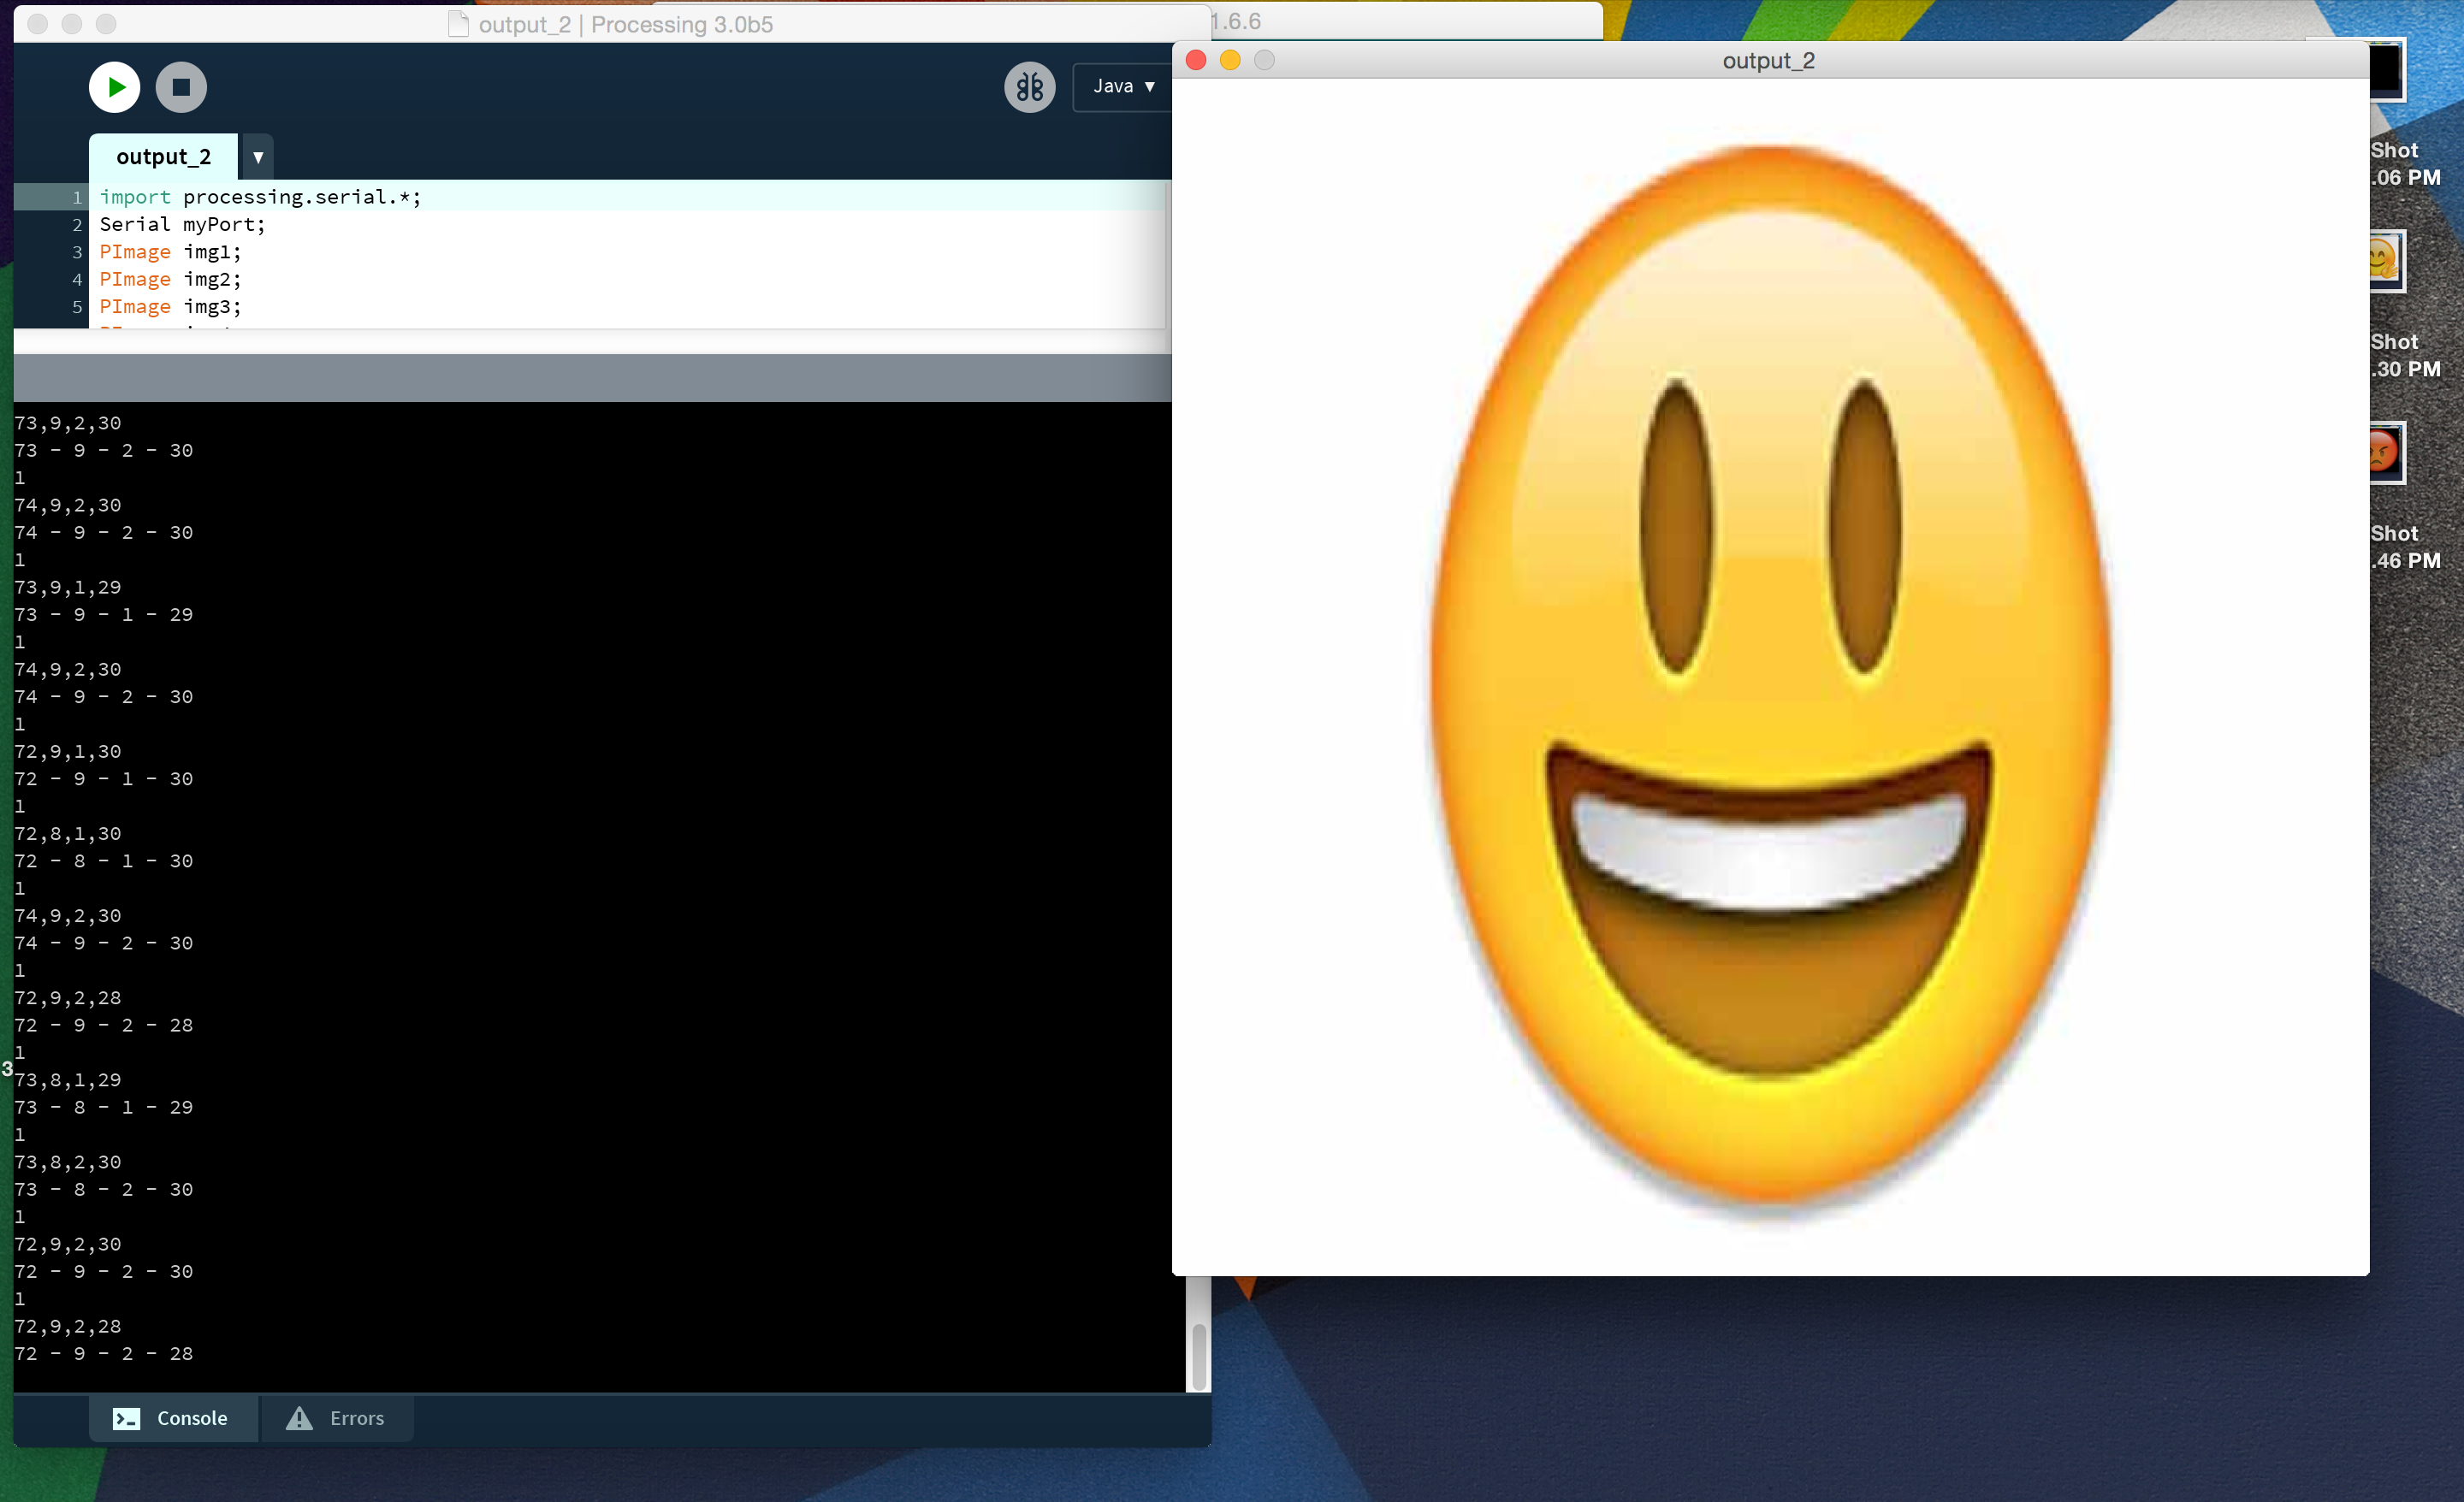 output_2 | Processing 3.0b5
1.6.6
output_2
Java ▼
output_2 ▼
1 import processing.serial.*;
2 Serial myPort;
3 PImage img1;
4 PImage img2;
5 PImage img3;
73,9,2,30
73 - 9 - 2 - 30
1
74,9,2,30
74 - 9 - 2 - 30
1
73,9,1,29
73 - 9 - 1 - 29
1
74,9,2,30
74 - 9 - 2 - 30
1
72,9,1,30
72 - 9 - 1 - 30
1
72,8,1,30
72 - 8 - 1 - 30
1
74,9,2,30
74 - 9 - 2 - 30
1
72,9,2,28
72 - 9 - 2 - 28
1
73,8,1,29
73 - 8 - 1 - 29
1
73,8,2,30
73 - 8 - 2 - 30
1
72,9,2,30
72 - 9 - 2 - 30
1
72,9,2,28
72 - 9 - 2 - 28
3
Console
Errors
Shot
.06 PM
Shot
.30 PM
Shot
.46 PM